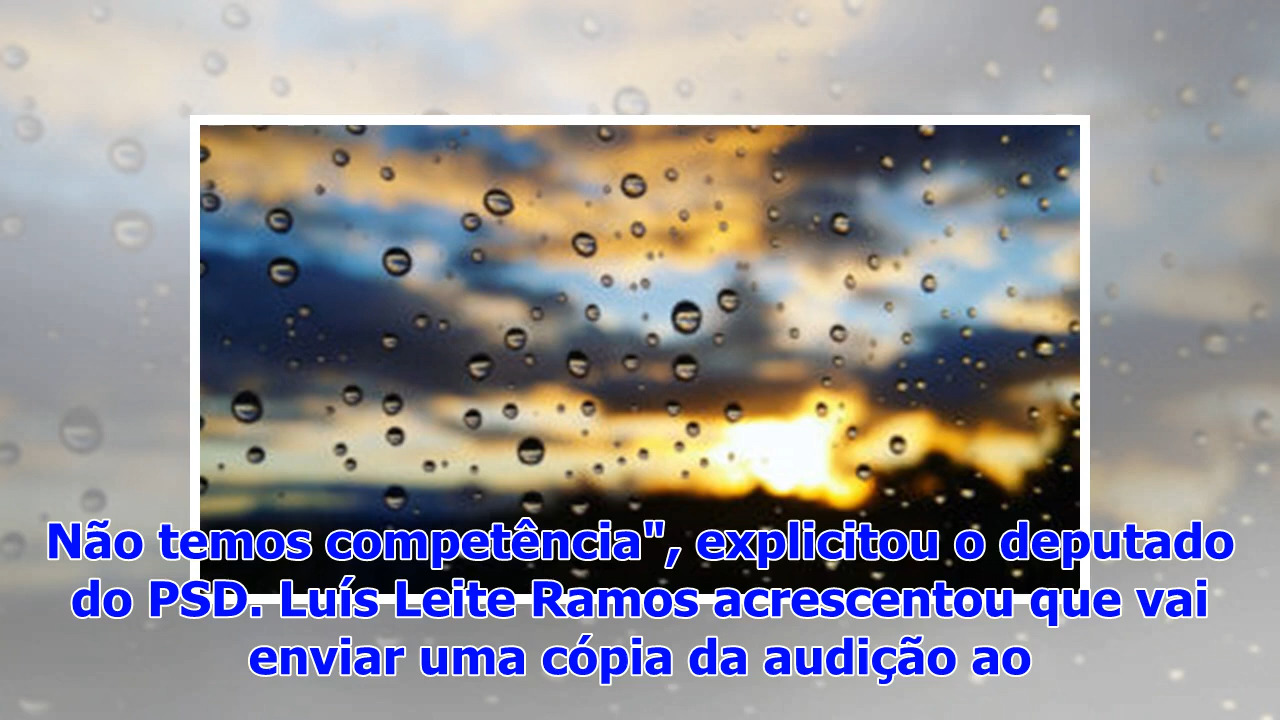 Não temos competência", explicitou o deputado
do PSD. Luís Leite Ramos acrescentou que vai
enviar uma cópia da audição ao